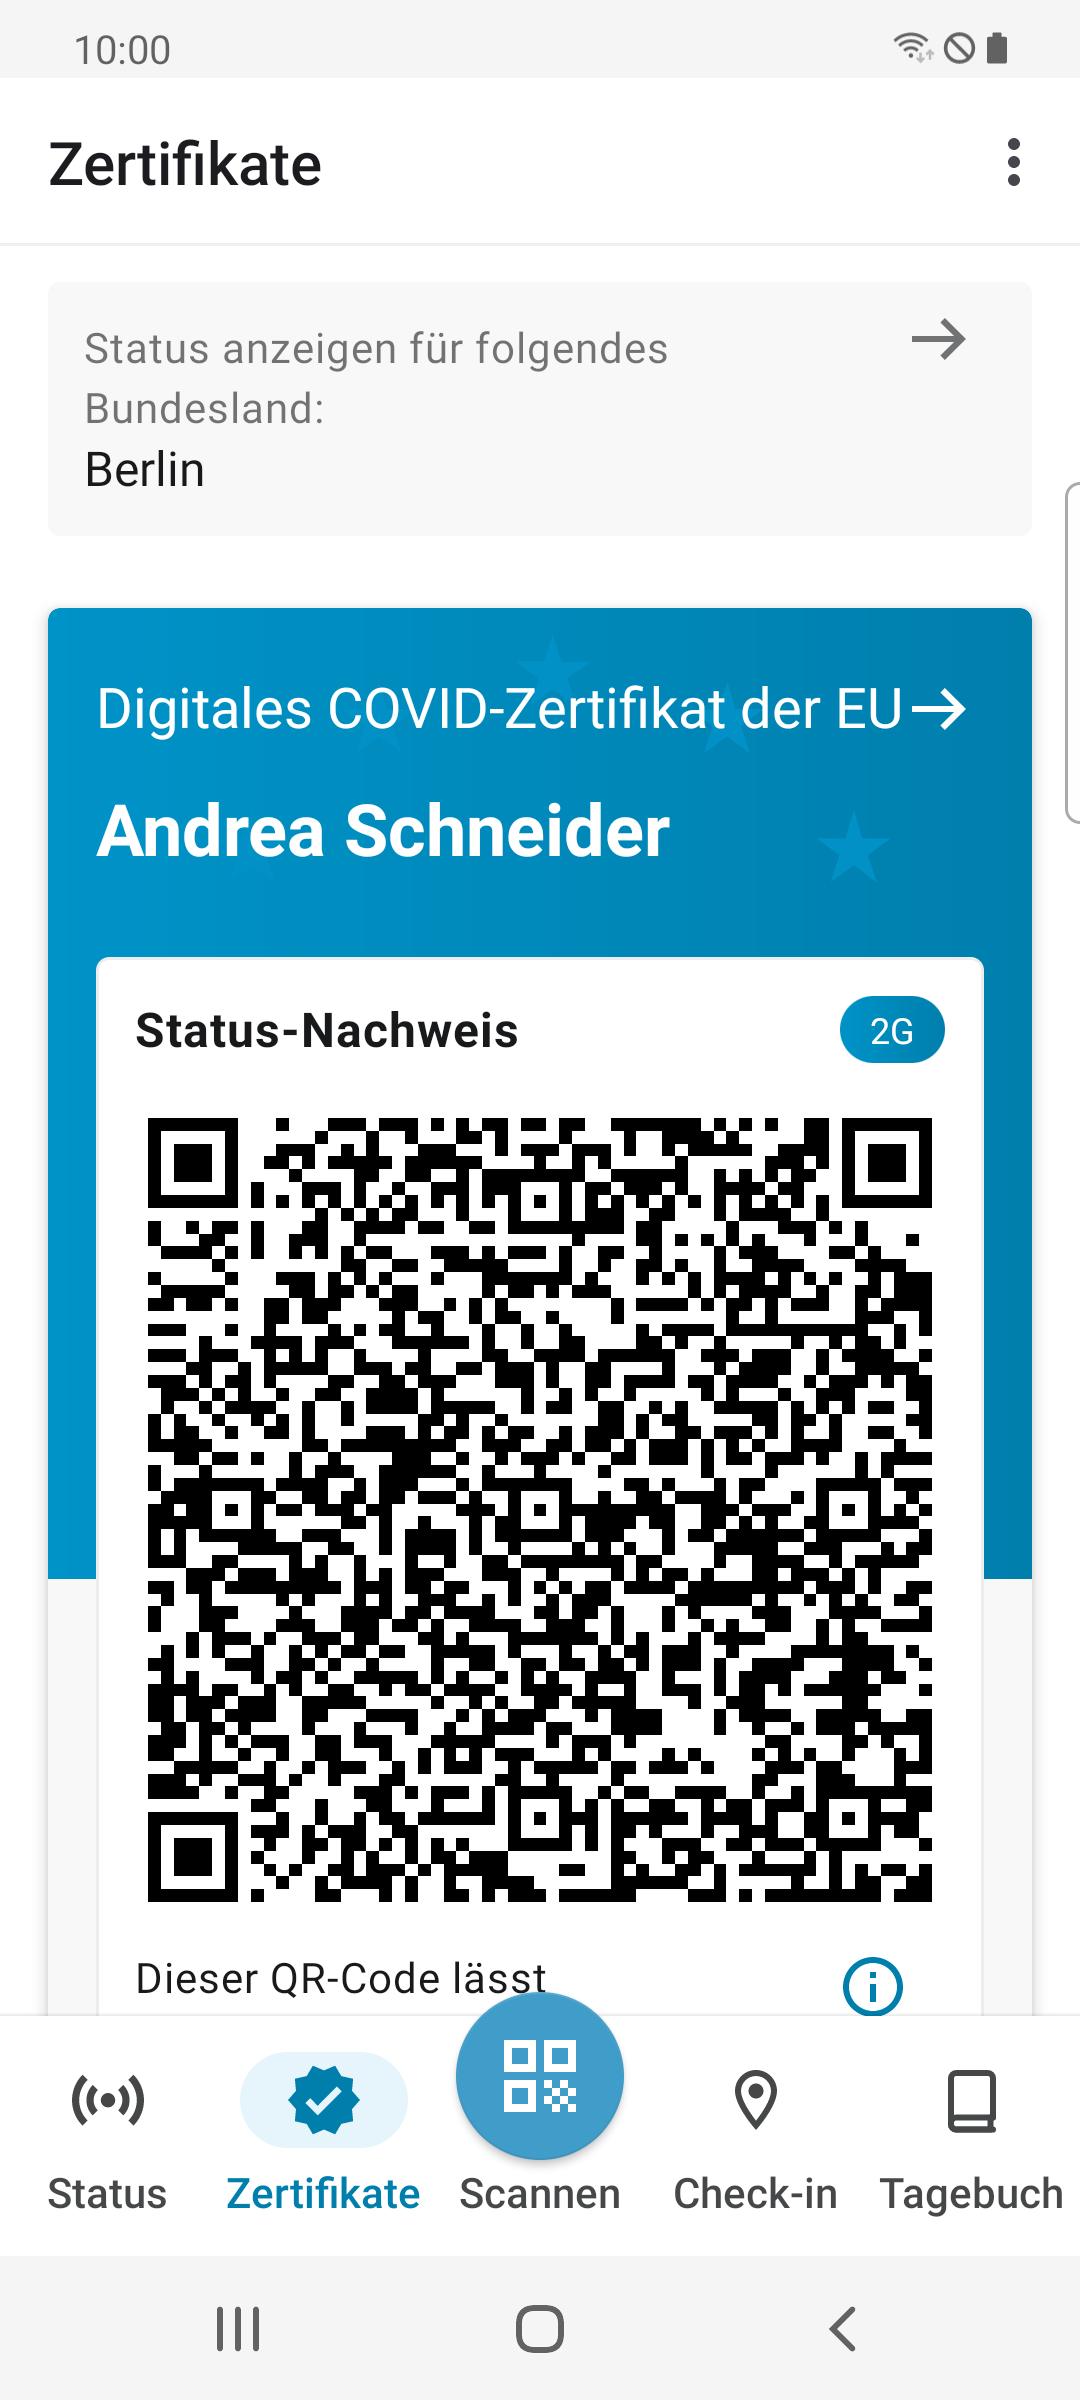 10:00
Zertifikate
Status anzeigen für folgendes
Bundesland:
Berlin
Digitales COVID-Zertifikat der EU
Andrea Schneider
Status-Nachweis
2G
Dieser QR-Code lässt
Status
Zertifikate
Scannen
Check-in
Tagebuch